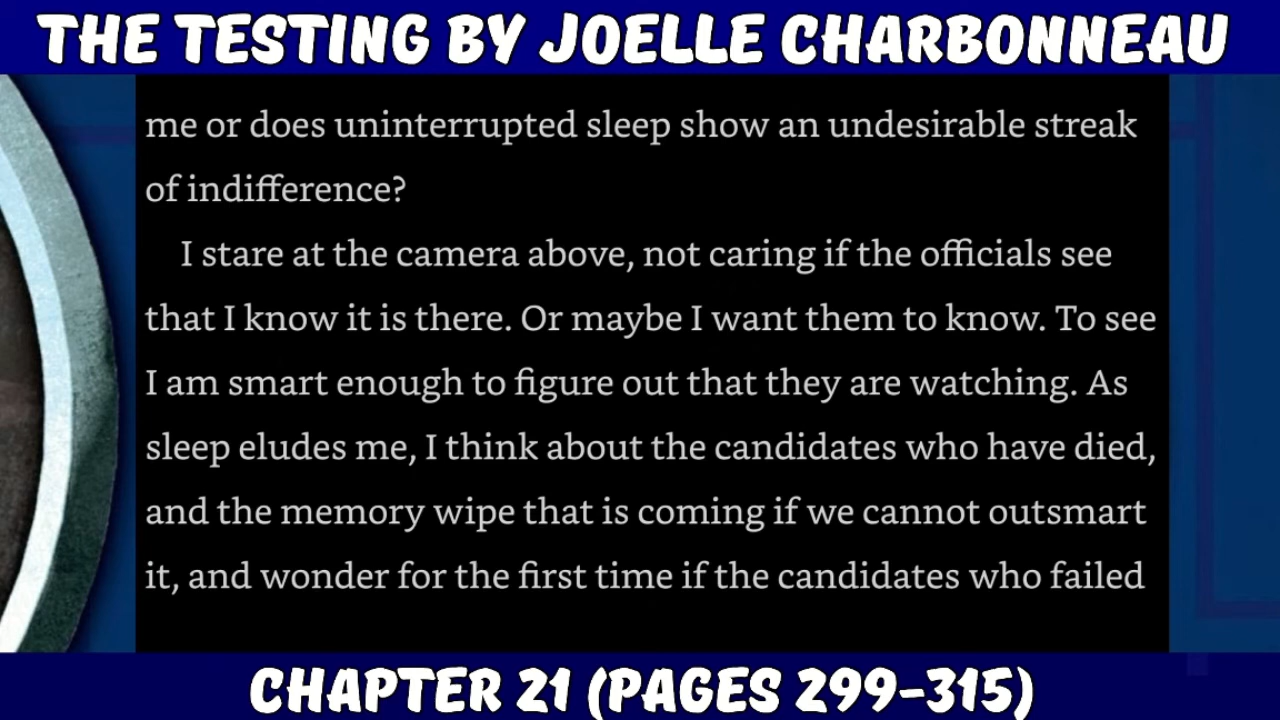 THE TESTING BY JOELLE CHARBONNEAU
me or does uninterrupted sleep show an undesirable streak
of indifference?
I stare at the camera above, not caring if the officials see
that I know it is there. Or maybe I want them to know. To see
I am smart enough to figure out that they are watching. As
sleep eludes me, I think about the candidates who have died,
and the memory wipe that is coming if we cannot outsmart
it, and wonder for the first time if the candidates who failed
CHAPTER 21 (PAGES 299-315)